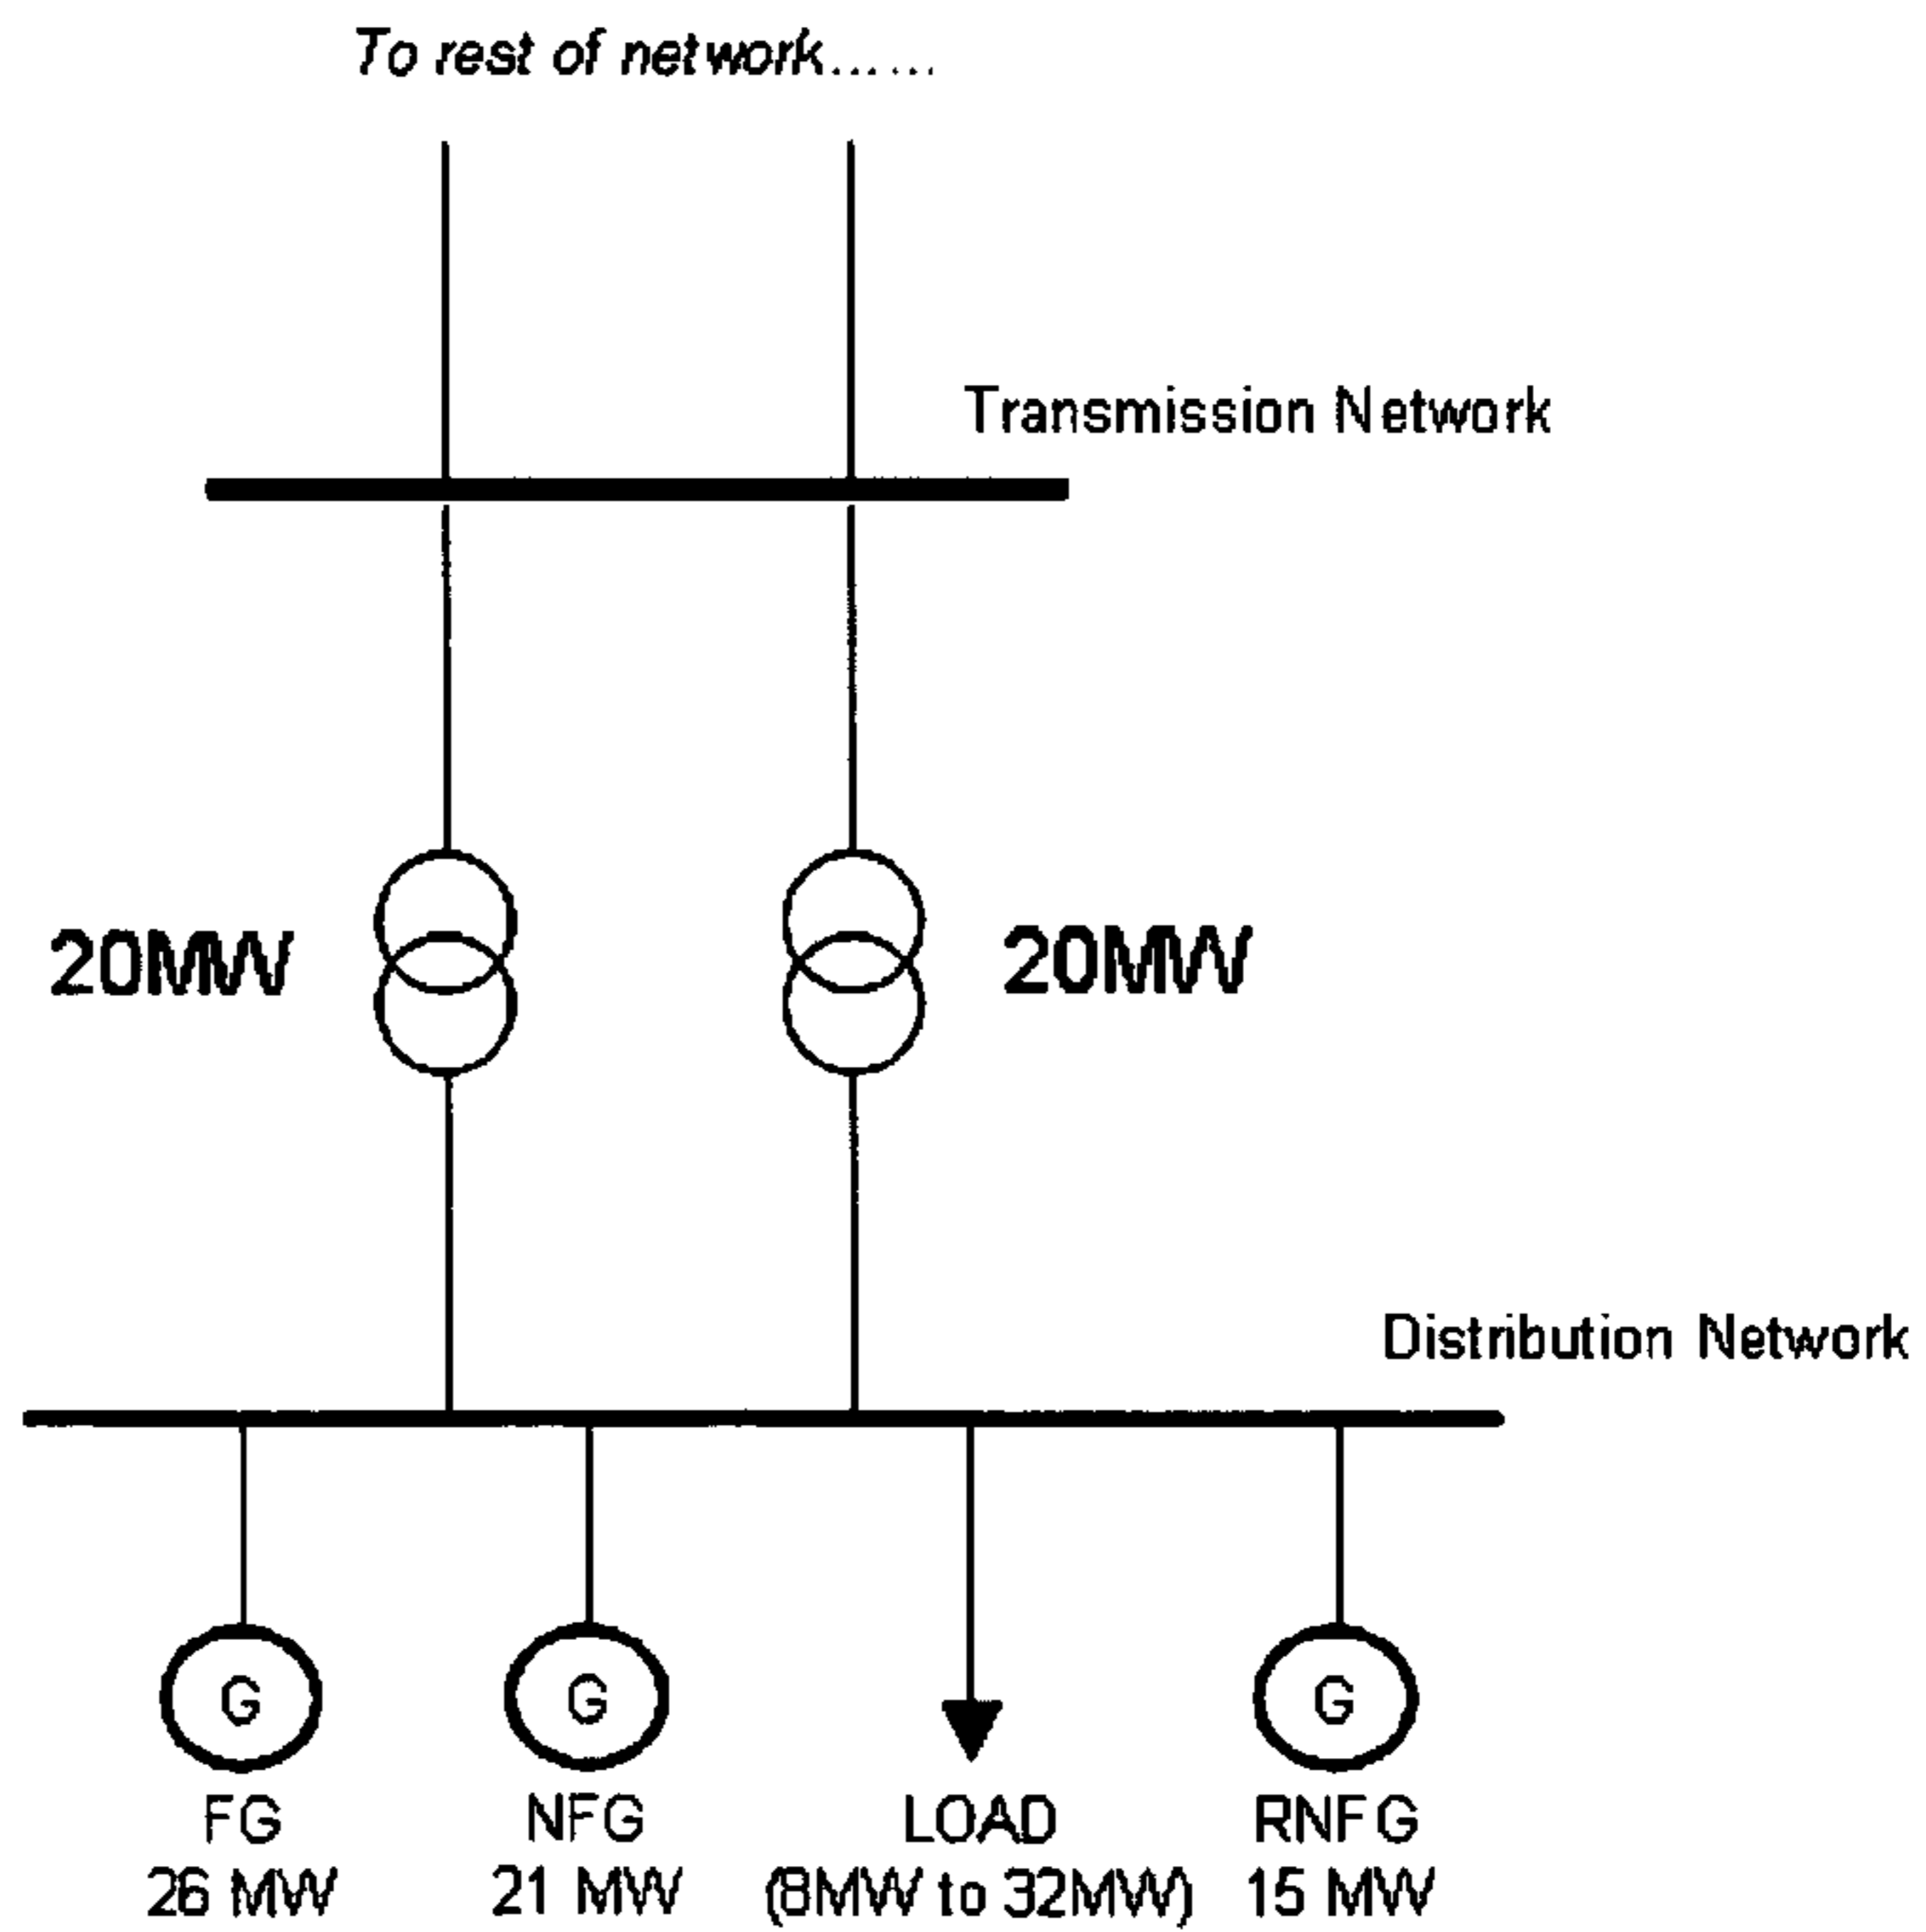 To rest of network......
Transmission Network
20MW
20MW
Distribution Network
G
G
G
FG
NFG
LOAD
RNFG
26 MW
21 MW
(8MW to 32MW)
15 MW